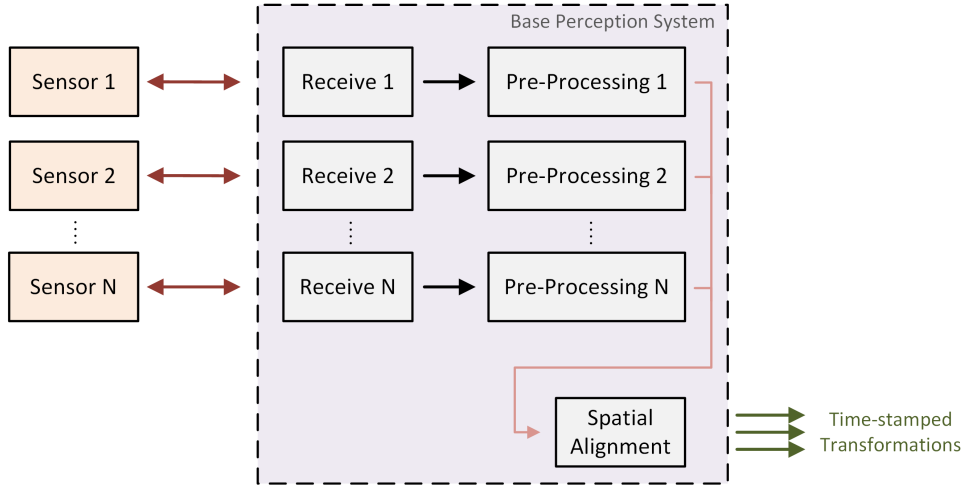 Base Perception System
Sensor 1
Receive 1
Pre-Processing 1
Sensor 2
Receive 2
Pre-Processing 2
Sensor N
Receive N
Pre-Processing N
Spatial
Alignment
Time-stamped
Transformations